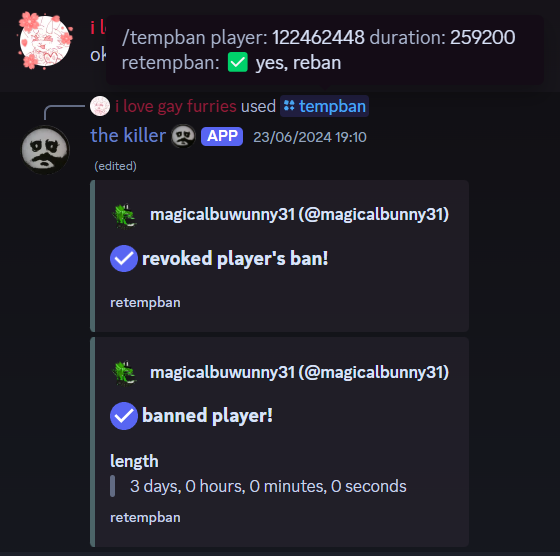 i l
ok
/tempban player: 122462448 duration: 259200
retempban: ✅ yes, reban
i love gay furries used tempban
the killer APP 23/06/2024 19:10
(edited)
magicalbuwunny31 (@magicalbunny31)
revoked player's ban!
retempban
magicalbuwunny31 (@magicalbunny31)
banned player!
length
3 days, 0 hours, 0 minutes, 0 seconds
retempban